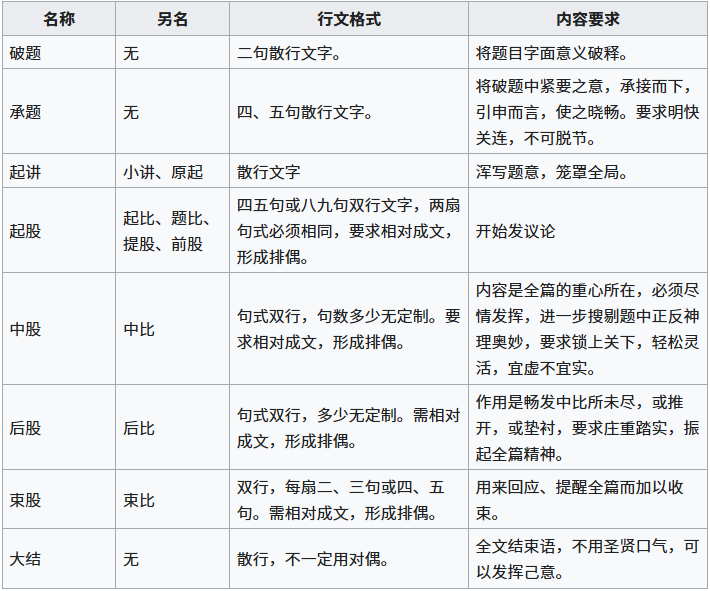 名称 另名 行文格式 内容要求
破题 无 二句散行文字。 将题目字面意义破释。
承题 无 四、五句散行文字。 将破题中紧要之意，承接而下，
引申而言，使之晓畅。要求明快
关连，不可脱节。
起讲 小讲、原起 散行文字 浑写题意，笼罩全局。
起股 起比、题比、
提股、前股 四五句或八九句双行文字，两扇
句式必须相同，要求相对成文，
形成排偶。 开始发议论
中股 中比 句式双行，句数多少无定制。要
求相对成文，形成排偶。 内容是全篇的重心所在，必须尽
情发挥，进一步搜剔题中正反神
理奥妙，要求锁上关下，轻松灵
活，宜虚不宜实。
后股 后比 句式双行，多少无定制。需相对
成文，形成排偶。 作用是畅发中比所未尽，或推
开，或垫衬，要求庄重踏实，振
起全篇精神。
束股 束比 双行，每扇二、三句或四、五
句。需相对成文，形成排偶。 用来回应、提醒全篇而加以收
束。
大结 无 散行，不一定用对偶。 全文结束语，不用圣贤口气，可
以发挥己意。